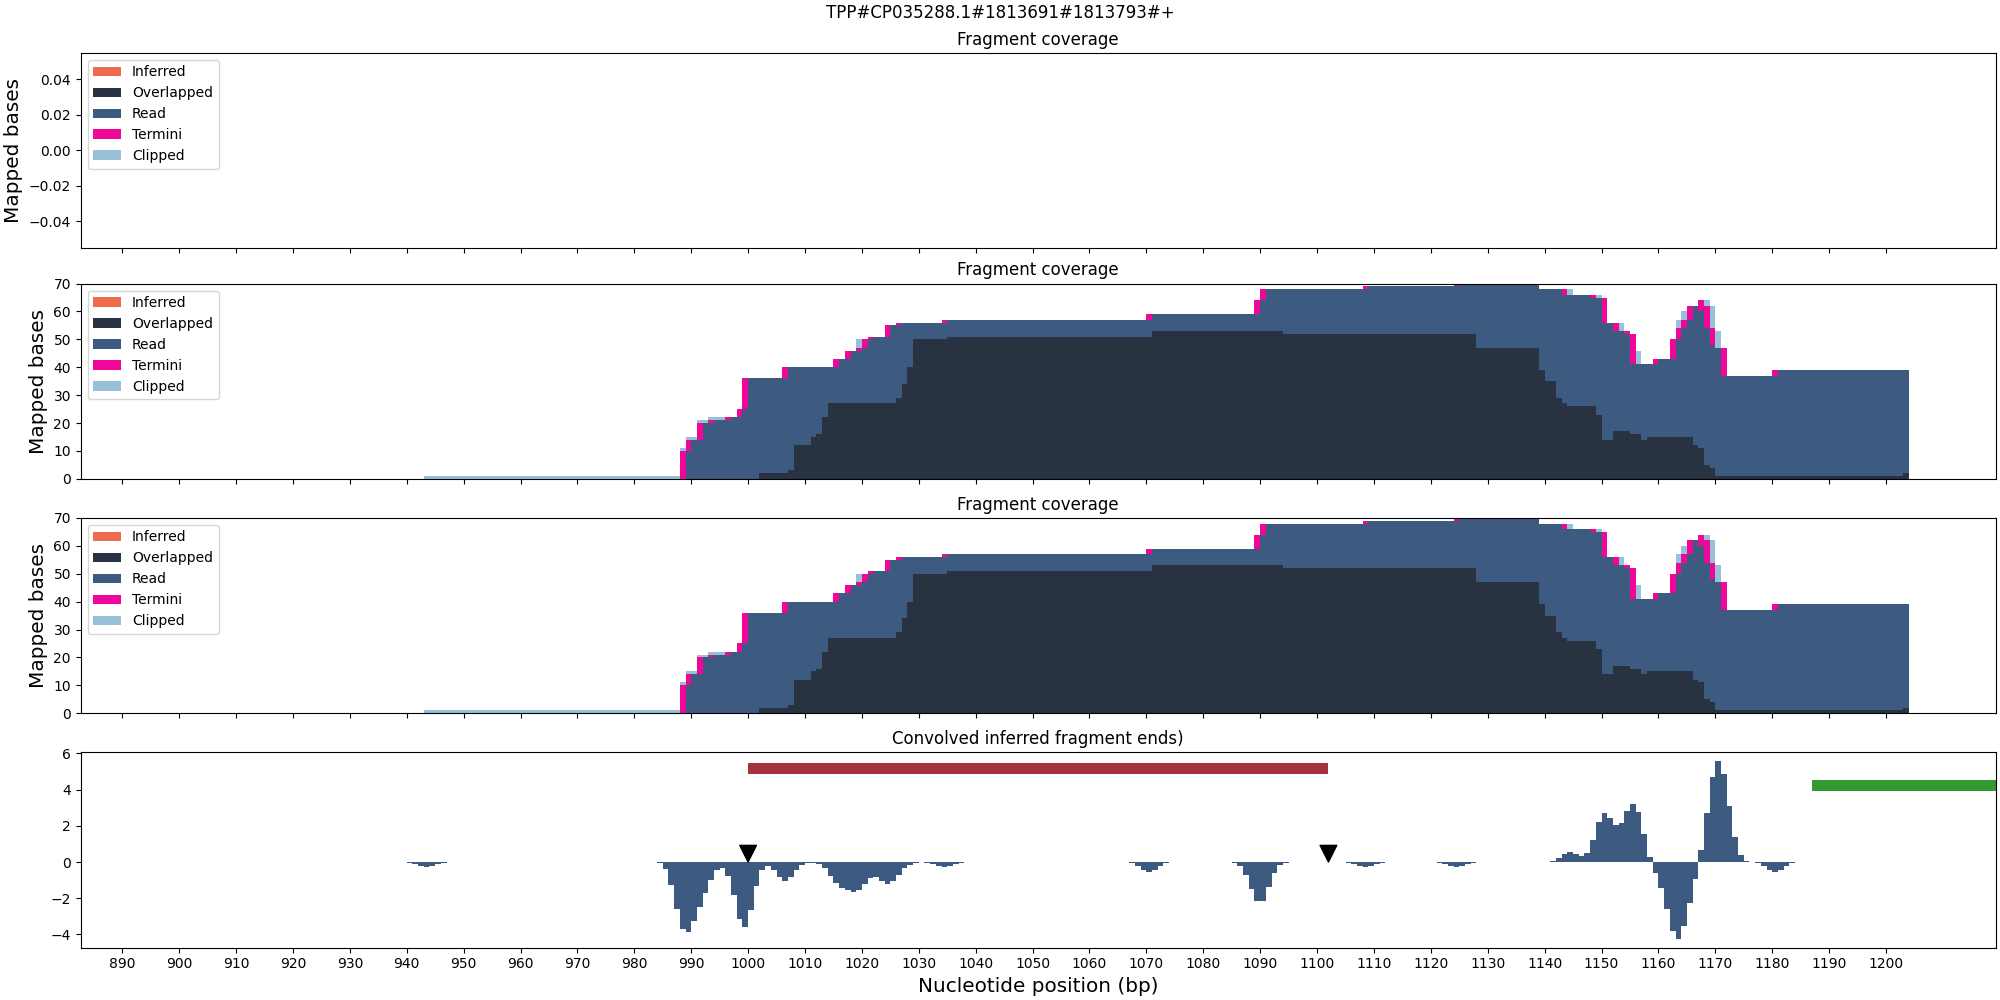 TPP#CP035288.1#1813691#1813793#+
Fragment coverage
Mapped bases
0.04
0.02
0.00
−0.02
−0.04
Inferred
Overlapped
Read
Termini
Clipped
Fragment coverage
Mapped bases
70
60
50
40
30
20
10
0
Inferred
Overlapped
Read
Termini
Clipped
Fragment coverage
Mapped bases
70
60
50
40
30
20
10
0
Inferred
Overlapped
Read
Termini
Clipped
Convolved inferred fragment ends)
6
4
2
0
−2
−4
890 900 910 920 930 940 950 960 970 980 990 1000 1010 1020 1030 1040 1050 1060 1070 1080 1090 1100 1110 1120 1130 1140 1150 1160 1170 1180 1190 1200
Nucleotide position (bp)